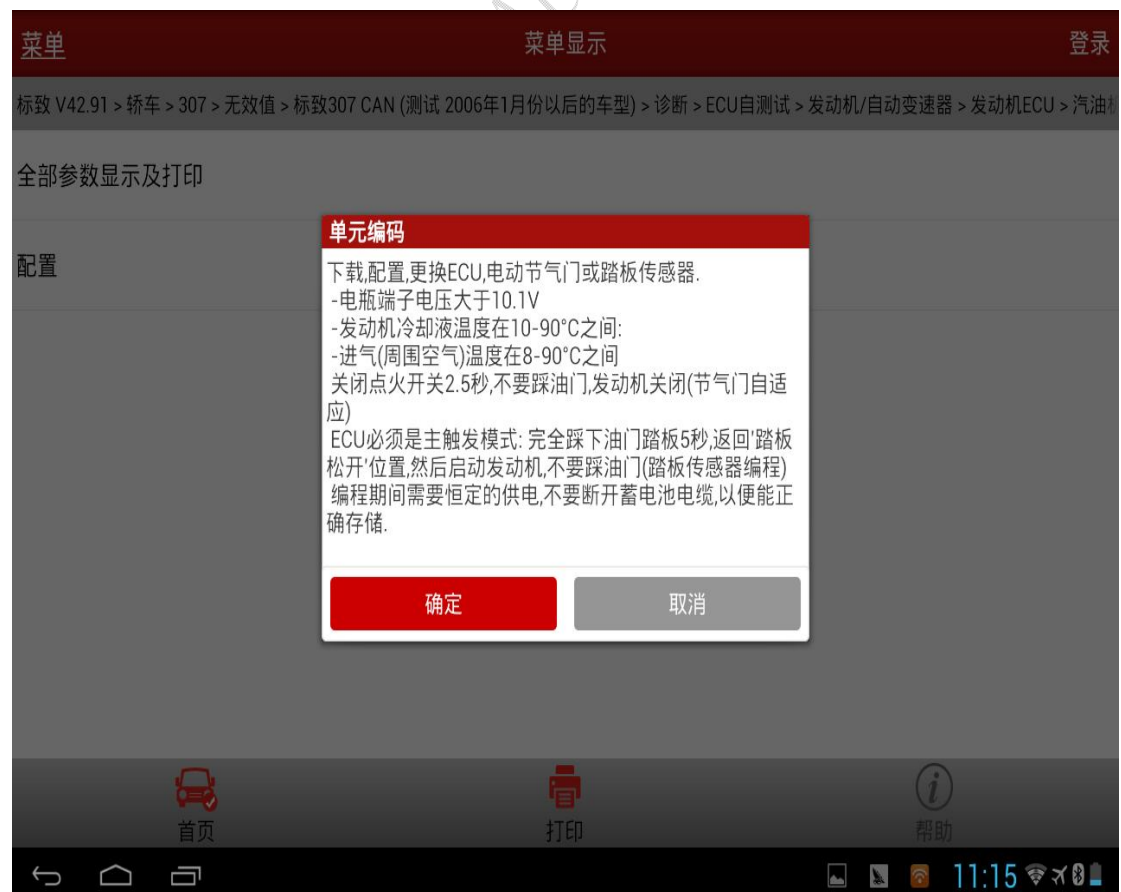 菜单
菜单显示
登录
标致 V42.91 > 轿车 > 307 > 无效值 > 标致307 CAN (测试 2006年1月份以后的车型) > 诊断 > ECU自测试 > 发动机/自动变速器 > 发动机ECU > 汽油
全部参数显示及打印
配置
单元编码
下载,配置,更换ECU,电动节气门或踏板传感器.
-电瓶端子电压大于10.1V
-发动机冷却液温度在10-90°C之间:
-进气(周围空气)温度在8-90°C之间
关闭点火开关2.5秒,不要踩油门,发动机关闭(节气门自适
应)
ECU必须是主触发模式: 完全踩下油门踏板5秒,返回'踏板
松开'位置,然后启动发动机,不要踩油门(踏板传感器编程)
编程期间需要恒定的供电,不要断开蓄电池电缆,以便能正
确存储.
确定
取消
首页
打印
帮助
11:15